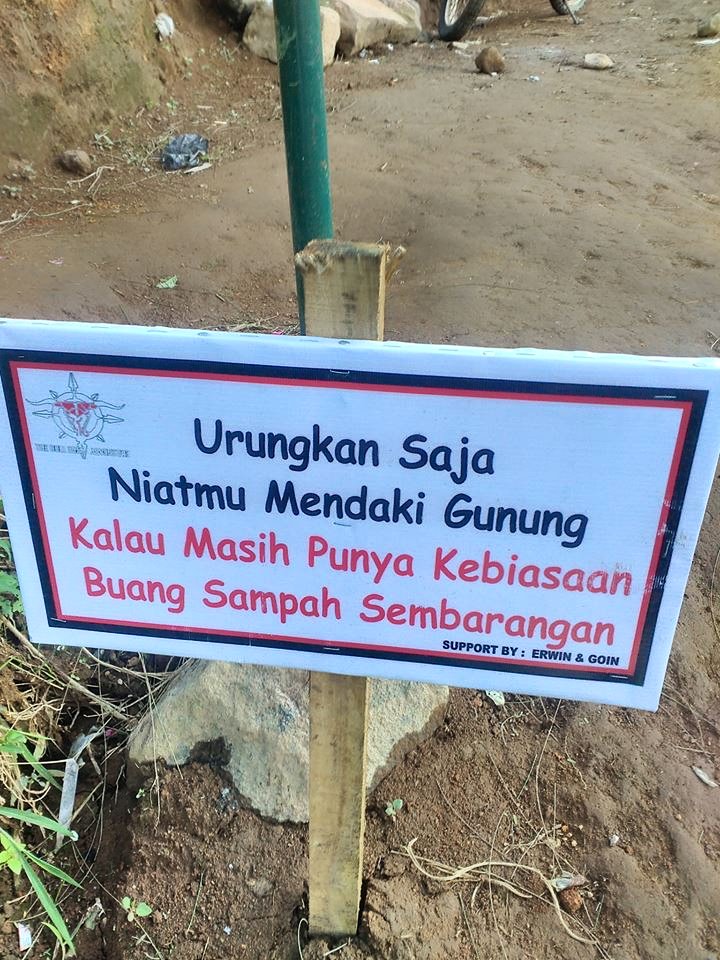 Urungkan Saja
Niatmu Mendaki Gunung
Kalau Masih Punya Kebiasaan
Buang Sampah Sembarangan
SUPPORT BY : ERWIN & GOIN